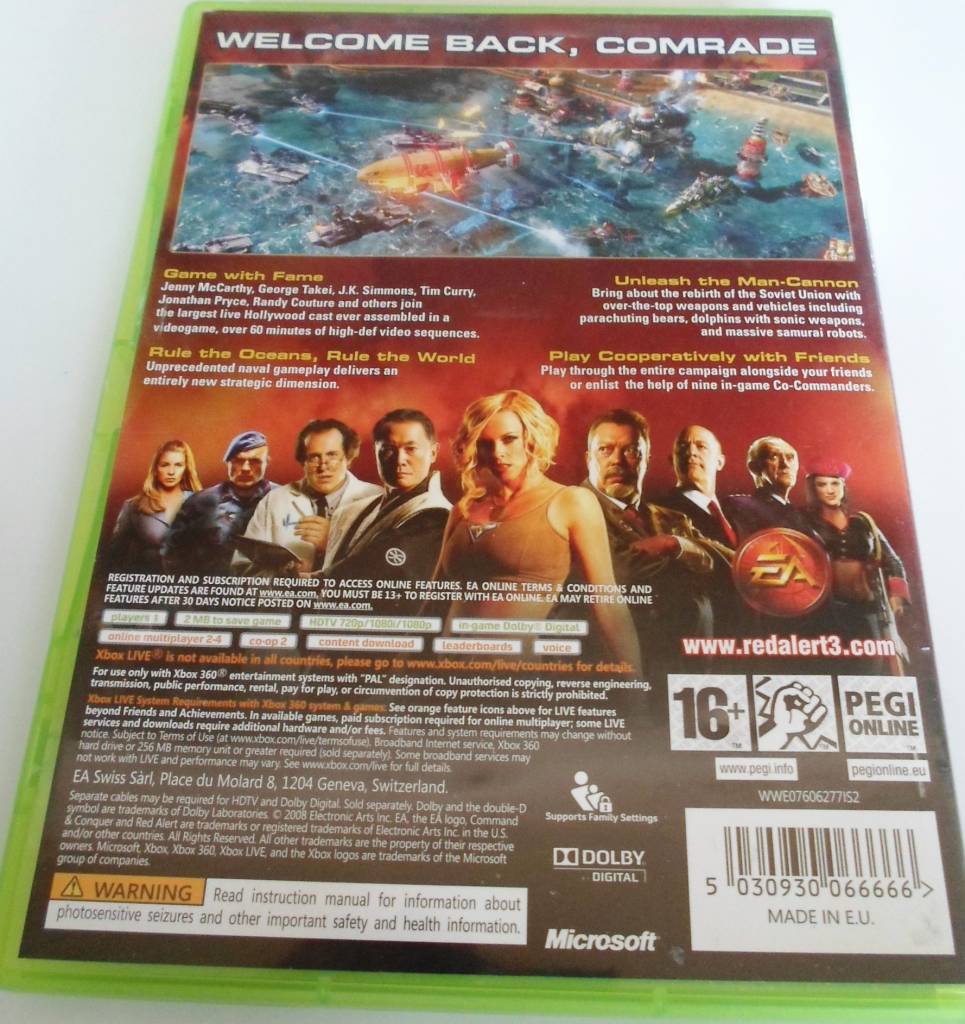 WELCOME BACK, COMRADE
Game with Fame
Jenny McCarthy, George Takei, J.K. Simmons, Tim Curry,
Jonathan Pryce, Randy Couture and others join
the largest live Hollywood cast ever assembled in a
videogame, over 60 minutes of high-def video sequences.
Unleash the Man-Cannon
Bring about the rebirth of the Soviet Union with
over-the-top weapons and vehicles including
parachuting bears, dolphins with sonic weapons,
and massive samurai robots.
Rule the Oceans, Rule the World
Unprecedented naval gameplay delivers an
entirely new strategic dimension.
Play Cooperatively with Friends
Play through the entire campaign alongside your friends
or enlist the help of nine in-game Co-Commanders.
EA
REGISTRATION AND SUBSCRIPTION REQUIRED TO ACCESS ONLINE FEATURES. EA ONLINE TERMS & CONDITIONS AND
FEATURE UPDATES ARE FOUND AT www.ea.com. YOU MUST BE 13+ TO REGISTER WITH EA ONLINE. EA MAY RETIRE ONLINE
FEATURES AFTER 30 DAYS NOTICE POSTED ON www.ea.com.
players 1
2 MB to save game
HDTV 720p/1080i/1080p
in-game Dolby® Digital
online multiplayer 2-4
co-op 2
content download
leaderboards
voice
www.redalert3.com
Xbox LIVE® is not available in all countries, please go to www.xbox.com/live/countries for details.
For use only with Xbox 360® entertainment systems with "PAL" designation. Unauthorised copying, reverse engineering,
transmission, public performance, rental, pay for play, or circumvention of copy protection is strictly prohibited.
Xbox LIVE System Requirements with Xbox 360 system & games: See orange feature icons above for LIVE features
beyond Friends and Achievements. In available games, paid subscription required for online multiplayer; some LIVE
services and downloads require additional hardware and/or fees. Features and system requirements may change without
notice. Subject to Terms of Use (at www.xbox.com/live/termsofuse). Broadband Internet service, Xbox 360
hard drive or 256 MB memory unit or greater required (sold separately). Some broadband services may
not work with LIVE and performance may vary. See www.xbox.com/live for full details.
16+
™
™
PEGI
ONLINE
™
www.pegi.info
pegionline.eu
EA Swiss Sàrl, Place du Molard 8, 1204 Geneva, Switzerland.
Separate cables may be required for HDTV and Dolby Digital. Sold separately. Dolby and the double-D
symbol are trademarks of Dolby Laboratories. © 2008 Electronic Arts Inc. EA, the EA logo, Command
& Conquer and Red Alert are trademarks or registered trademarks of Electronic Arts Inc. in the U.S.
and/or other countries. All Rights Reserved. All other trademarks are the property of their respective
owners. Microsoft, Xbox, Xbox 360, Xbox LIVE, and the Xbox logos are trademarks of the Microsoft
group of companies.
Supports Family Settings
WWE07606277IS2
DOLBY
DIGITAL
5 030930 066666 >
MADE IN E.U.
WARNING
Read instruction manual for information about
photosensitive seizures and other important safety and health information.
Microsoft